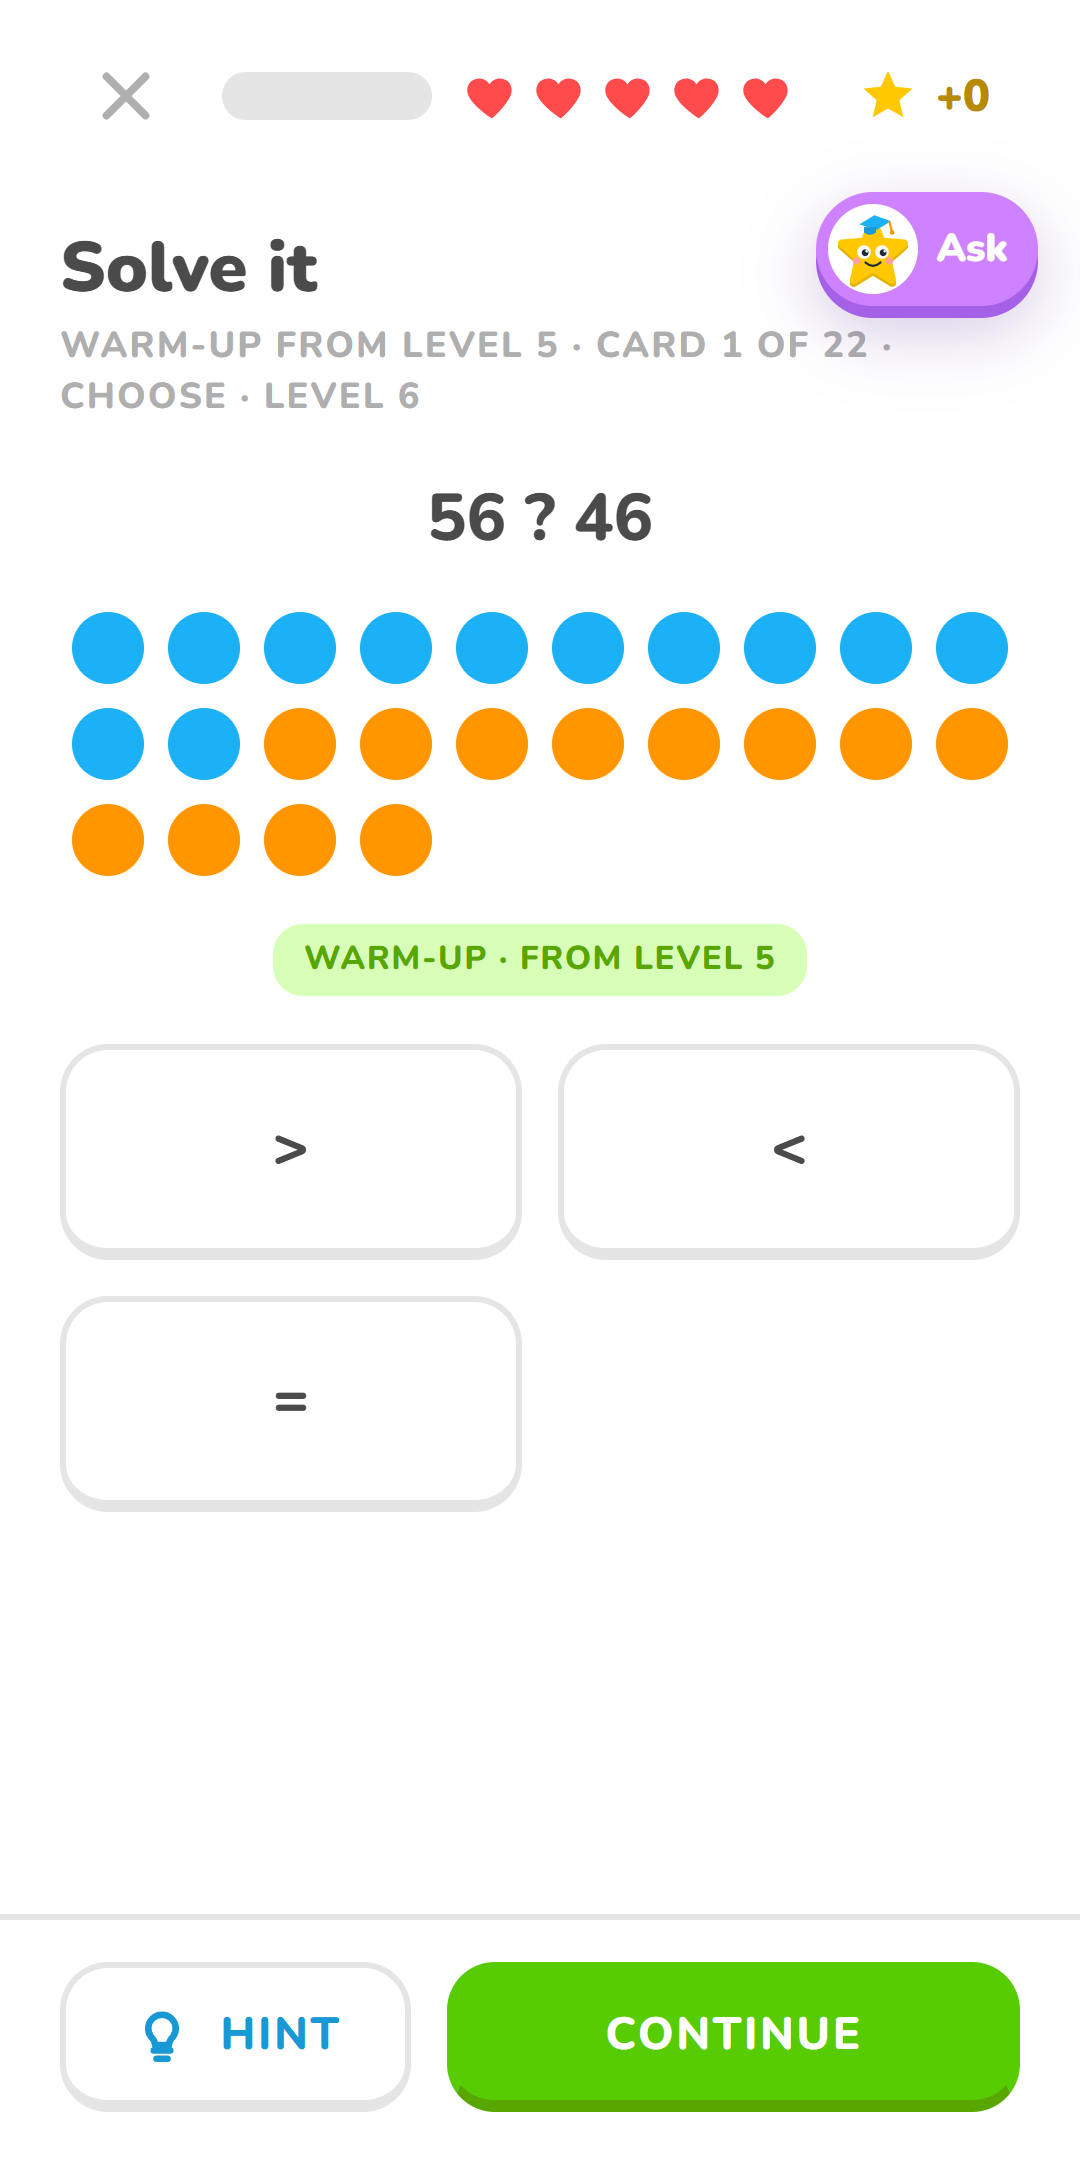 +0
Ask
Solve it
WARM-UP FROM LEVEL 5 · CARD 1 OF 22 ·
CHOOSE · LEVEL 6
56 ? 46
WARM-UP · FROM LEVEL 5
>
<
=
HINT
CONTINUE